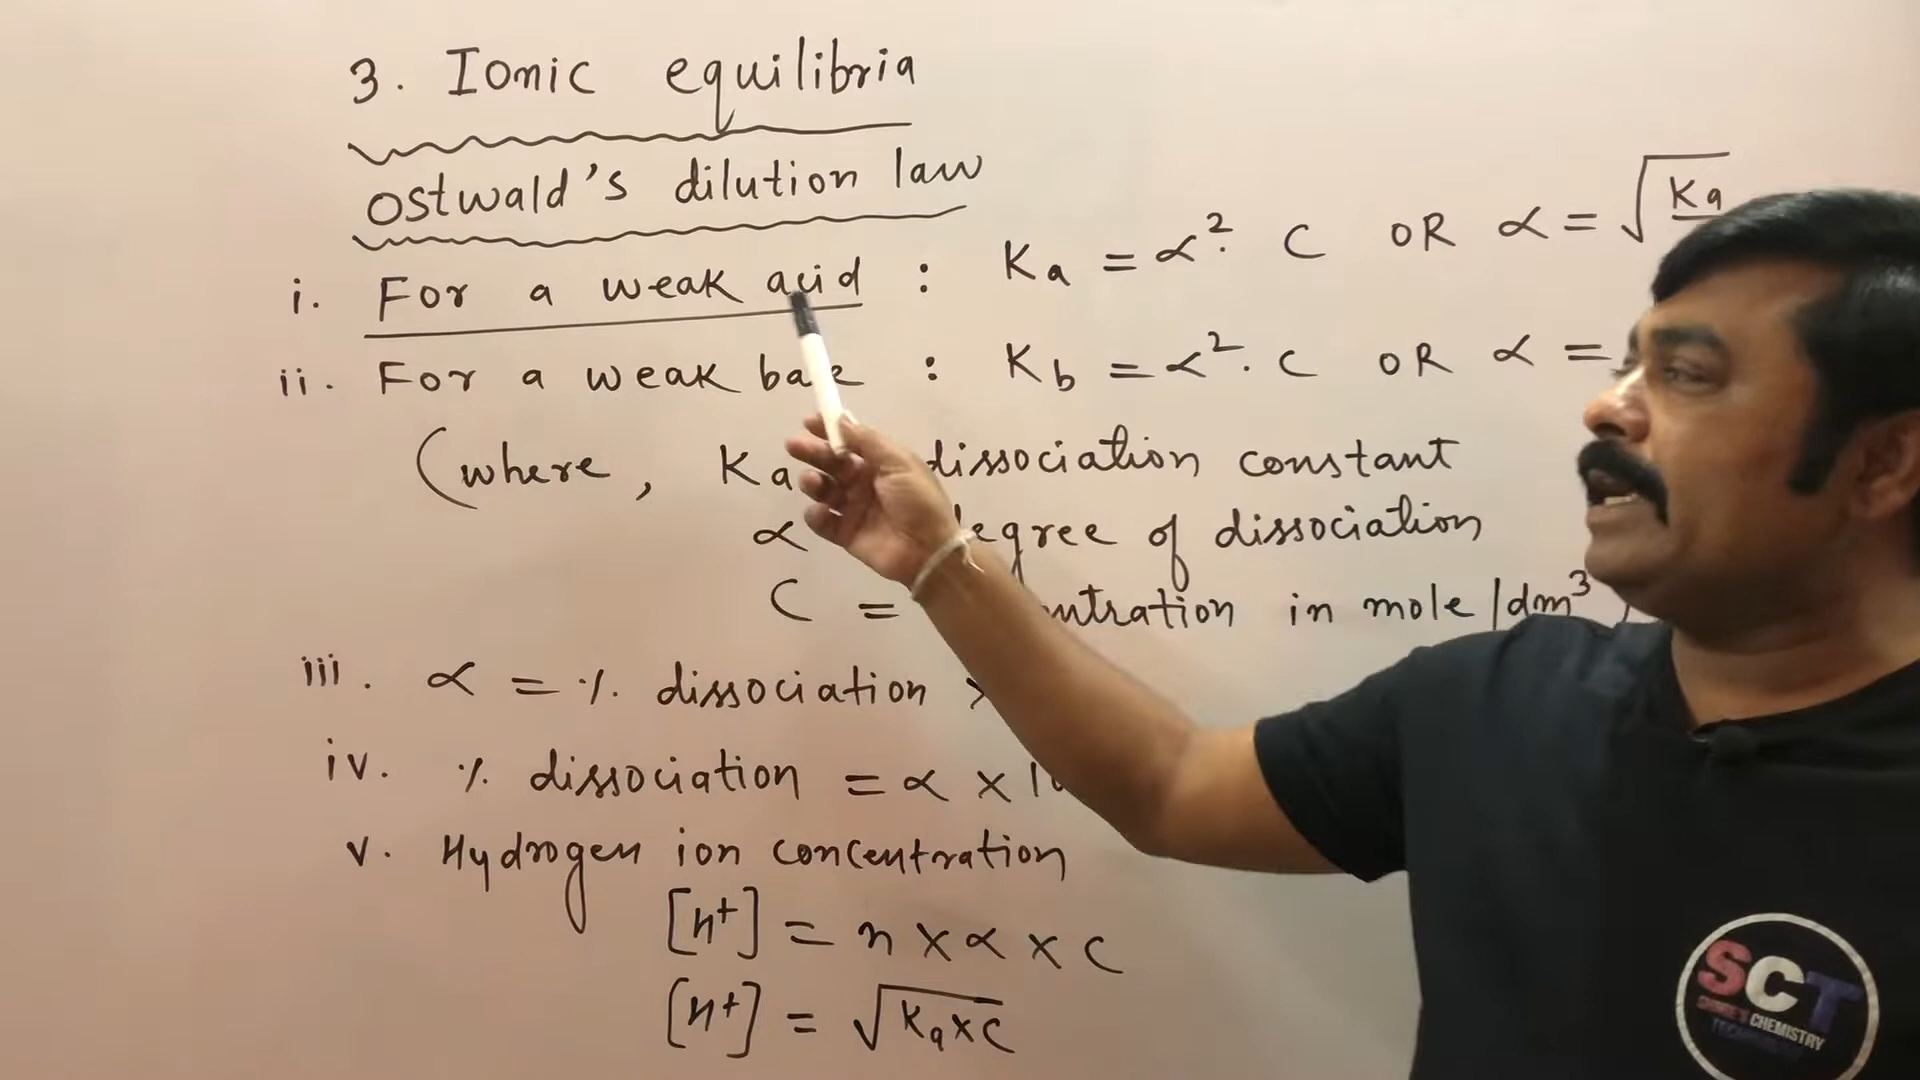 3. Ionic equilibria
Ostwald's dilution law
i. For a weak acid : Ka = ∝². C OR ∝ = √Ka
ii. For a weak base : Kb = ∝². C OR ∝ =
(where, Ka dissociation constant
∝ degree of dissociation
C = in mole/dm³)
iii. ∝ = % dissociation ×
iv. % dissociation = ∝ × 10
v. Hydrogen ion concentration
[H+] = n × ∝ × C
[H+] = √Ka×C
SCT
CHEMISTRY